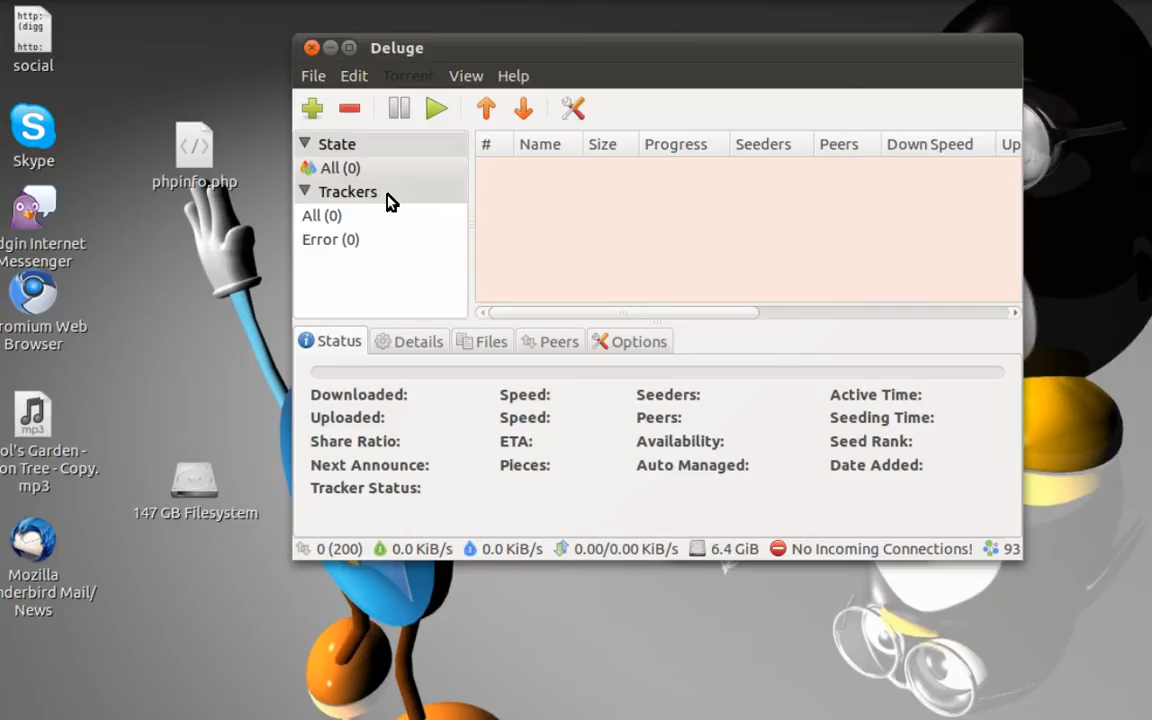 http:
(digg
http:
social
Skype
phpinfo.php
dgin Internet
Messenger
romium Web
Browser
mp3
ol's Garden -
on Tree - Copy.
mp3
147 GB Filesystem
Mozilla
nderbird Mail/
News
Deluge
File Edit Torrent View Help
State
All (0)
Trackers
All (0)
Error (0)
# Name Size Progress Seeders Peers Down Speed Up
Status Details Files Peers Options
Downloaded: Speed: Seeders: Active Time:
Uploaded: Speed: Peers: Seeding Time:
Share Ratio: ETA: Availability: Seed Rank:
Next Announce: Pieces: Auto Managed: Date Added:
Tracker Status:
0 (200) 0.0 KiB/s 0.0 KiB/s 0.00/0.00 KiB/s 6.4 GiB No Incoming Connections! 93